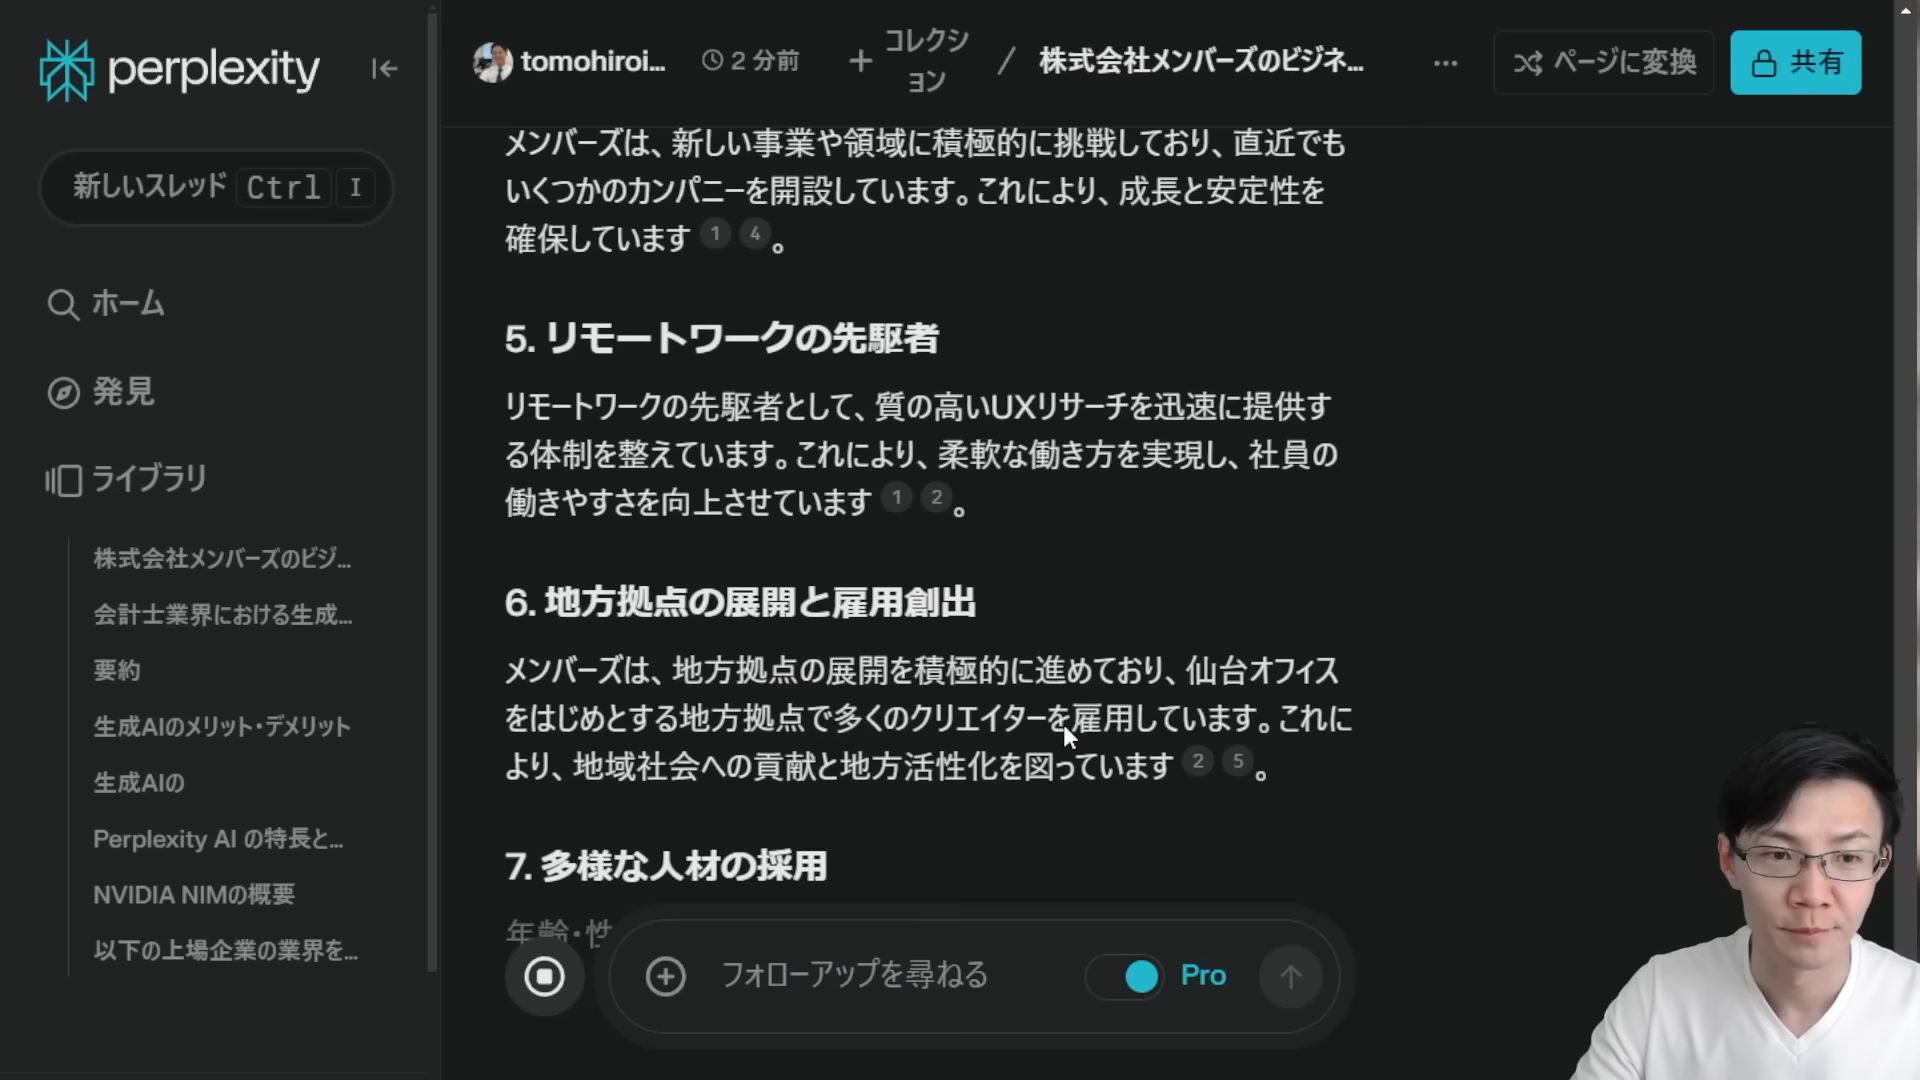 perplexity
新しいスレッド Ctrl I
ホーム
発見
ライブラリ
株式会社メンバーズのビジ...
会計士業界における生成...
要約
生成AIのメリット・デメリット
生成AIの
Perplexity AI の特長と...
NVIDIA NIMの概要
以下の上場企業の業界を...
tomohiroi... 2 分前 + コレクシ
ョン / 株式会社メンバーズのビジネ... ... ページに変換 共有
メンバーズは、新しい事業や領域に積極的に挑戦しており、直近でも
いくつかのカンパニーを開設しています。これにより、成長と安定性を
確保しています 1 4 。
5. リモートワークの先駆者
リモートワークの先駆者として、質の高いUXリサーチを迅速に提供す
る体制を整えています。これにより、柔軟な働き方を実現し、社員の
働きやすさを向上させています 1 2 。
6. 地方拠点の展開と雇用創出
メンバーズは、地方拠点の展開を積極的に進めており、仙台オフィス
をはじめとする地方拠点で多くのクリエイターを雇用しています。これに
より、地域社会への貢献と地方活性化を図っています 2 5 。
7. 多様な人材の採用
年齢・性
フォローアップを尋ねる Pro